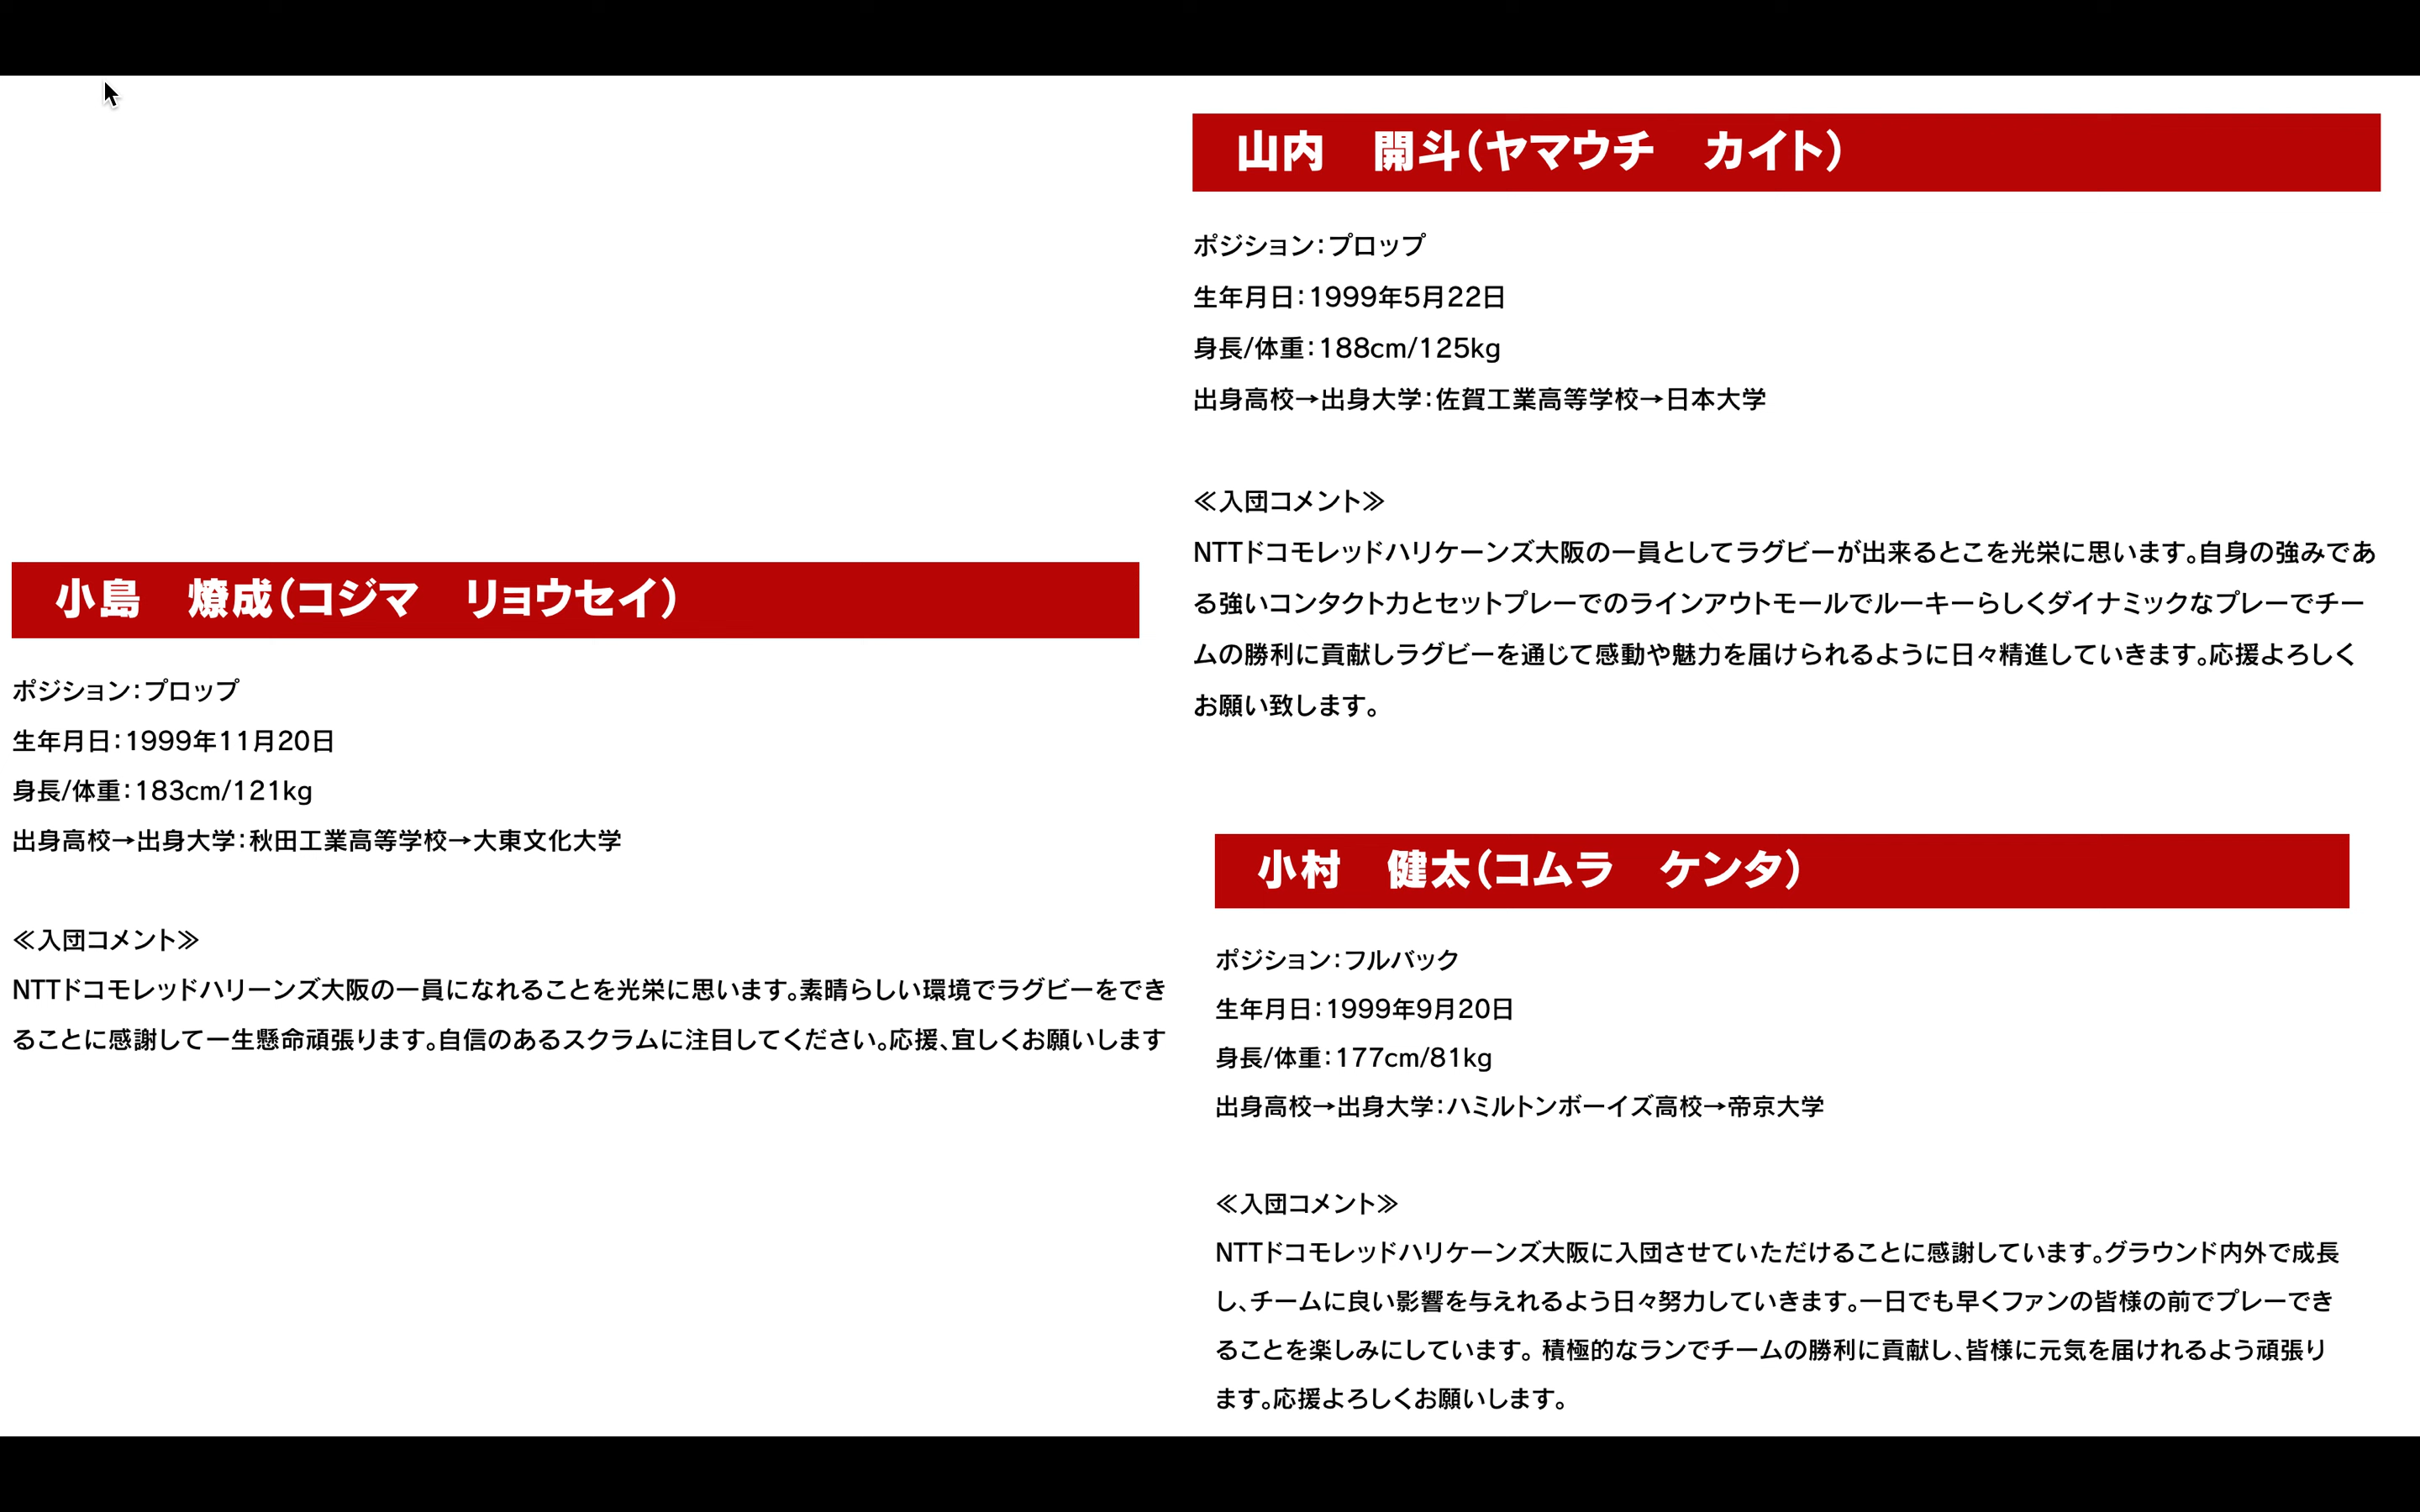 小島　燎成（コジマ　リョウセイ）
ポジション：プロップ
生年月日：1999年11月20日
身長/体重：183cm/121kg
出身高校→出身大学：秋田工業高等学校→大東文化大学
≪入団コメント≫
NTTドコモレッドハリーンズ大阪の一員になれることを光栄に思います。素晴らしい環境でラグビーをでき
ることに感謝して一生懸命頑張ります。自信のあるスクラムに注目してください。応援、宜しくお願いします
山内　開斗（ヤマウチ　カイト）
ポジション：プロップ
生年月日：1999年5月22日
身長/体重：188cm/125kg
出身高校→出身大学：佐賀工業高等学校→日本大学
≪入団コメント≫
NTTドコモレッドハリケーンズ大阪の一員としてラグビーが出来るとこを光栄に思います。自身の強みであ
る強いコンタクト力とセットプレーでのラインアウトモールでルーキーらしくダイナミックなプレーでチー
ムの勝利に貢献しラグビーを通じて感動や魅力を届けられるように日々精進していきます。応援よろしく
お願い致します。
小村　健太（コムラ　ケンタ）
ポジション：フルバック
生年月日：1999年9月20日
身長/体重：177cm/81kg
出身高校→出身大学：ハミルトンボーイズ高校→帝京大学
≪入団コメント≫
NTTドコモレッドハリケーンズ大阪に入団させていただけることに感謝しています。グラウンド内外で成長
し、チームに良い影響を与えれるよう日々努力していきます。一日でも早くファンの皆様の前でプレーでき
ることを楽しみにしています。 積極的なランでチームの勝利に貢献し、皆様に元気を届けれるよう頑張り
ます。応援よろしくお願いします。